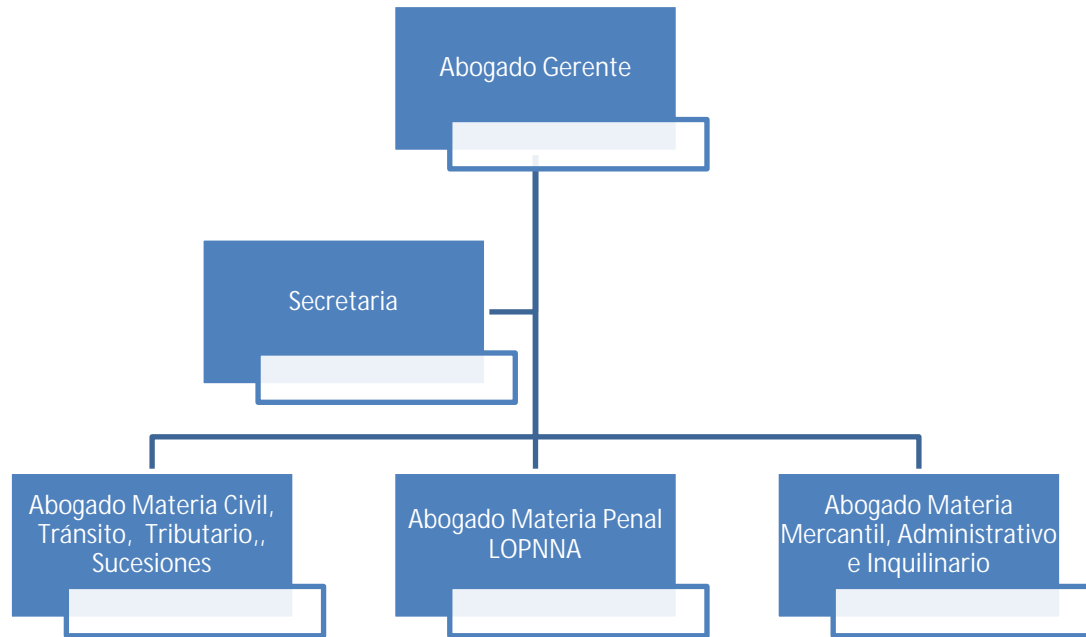 Abogado Gerente
Secretaria
Abogado Materia Civil,
Tránsito, Tributario,,
Sucesiones
Abogado Materia Penal
LOPNNA
Abogado Materia
Mercantil, Administrativo
e Inquilinario